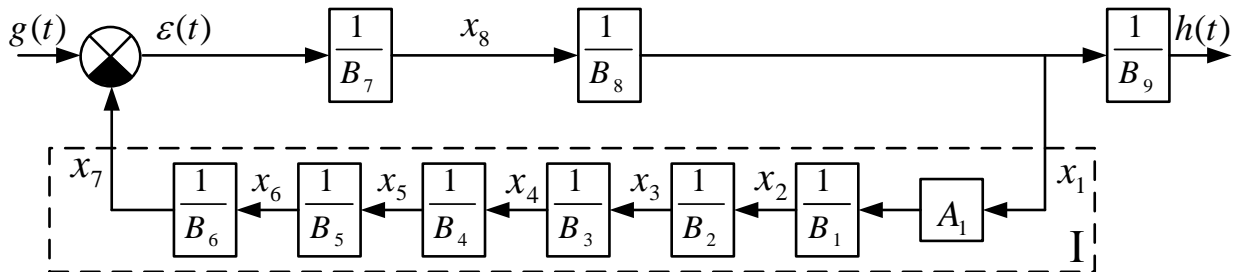 g(t) ε(t) 1/B₇ x₈ 1/B₈ 1/B₉ h(t)
x₇ 1/B₆ x₆ 1/B₅ x₅ 1/B₄ x₄ 1/B₃ x₃ 1/B₂ x₂ 1/B₁ A₁ x₁
I